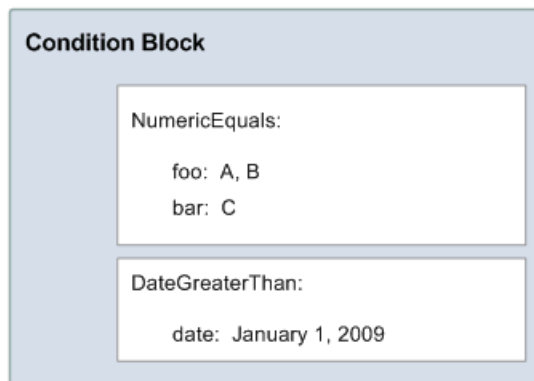 Condition Block
NumericEquals:
foo: A, B
bar: C
DateGreaterThan:
date: January 1, 2009